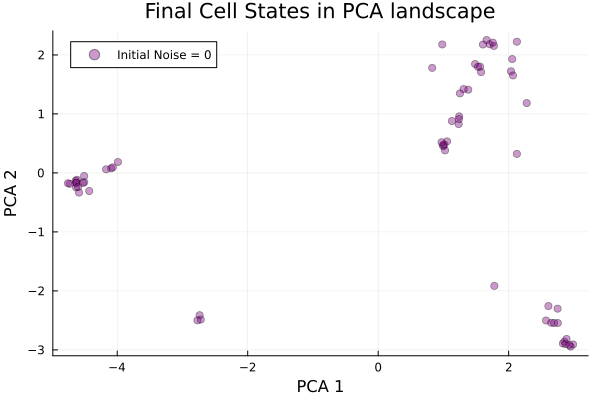 Final Cell States in PCA landscape
Initial Noise = 0
2
1
0
−1
−2
−3
PCA 2
−4
−2
0
2
PCA 1